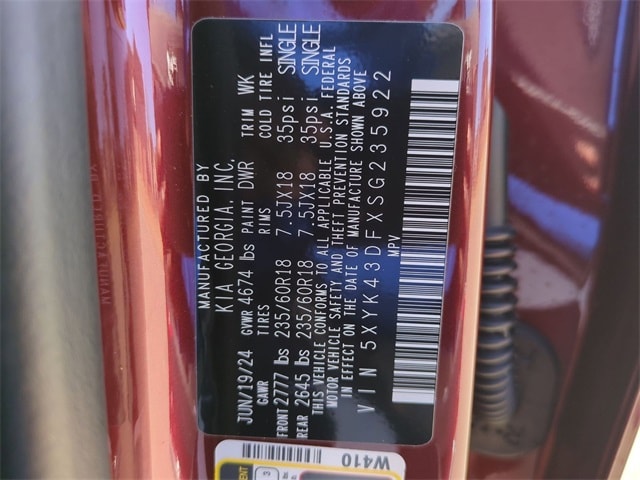 MANUFACTURED BY
KIA GEORGIA, INC.
JUN/19/24 GVWR 4674 lbs PAINT DWR TRIM WK
GAWR TIRES RIMS COLD TIRE INFL
FRONT 2777 lbs 235/60R18 7.5JX18 35psi SINGLE
REAR 2645 lbs 235/60R18 7.5JX18 35psi SINGLE
THIS VEHICLE CONFORMS TO ALL APPLICABLE U.S.A. FEDERAL
MOTOR VEHICLE SAFETY AND THEFT PREVENTION STANDARDS
IN EFFECT ON THE DATE OF MANUFACTURE SHOWN ABOVE
VIN 5XYK43DFXSG235922
MPV
W410